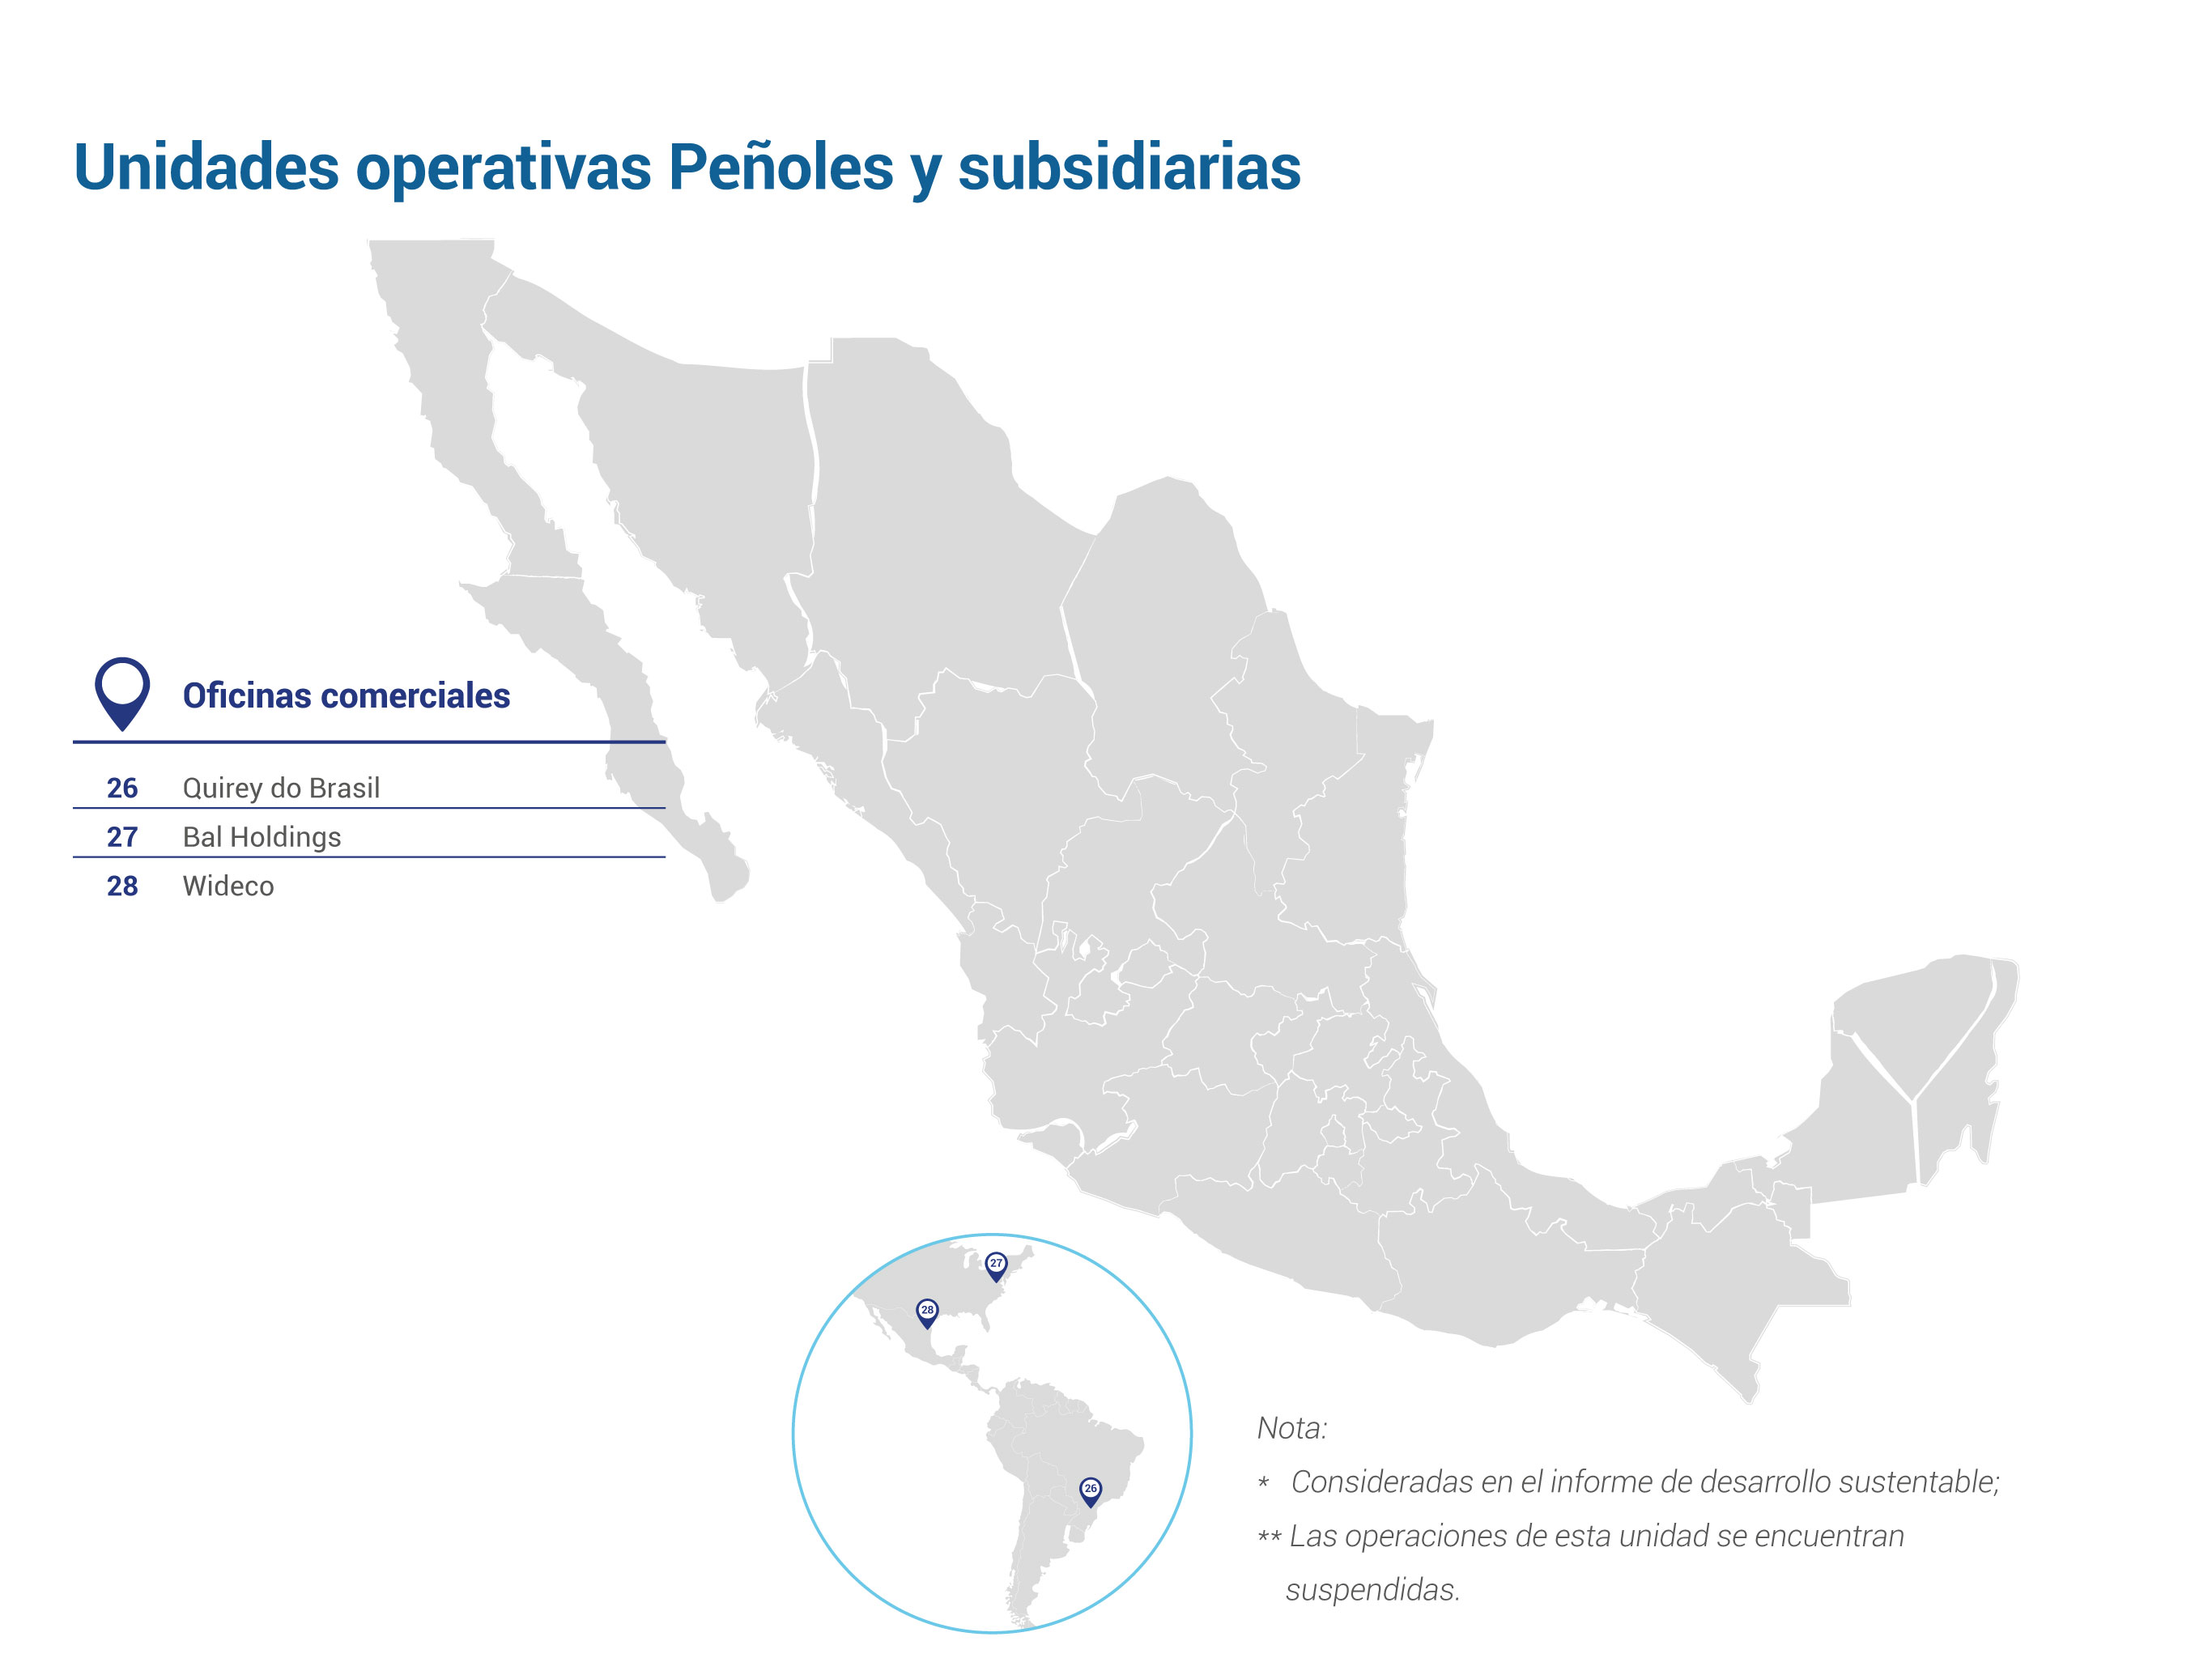 Unidades operativas Peñoles y subsidiarias
Oficinas comerciales
26 Quirey do Brasil
27 Bal Holdings
28 Wideco
27
28
26
Nota:
* Consideradas en el informe de desarrollo sustentable;
** Las operaciones de esta unidad se encuentran
suspendidas.